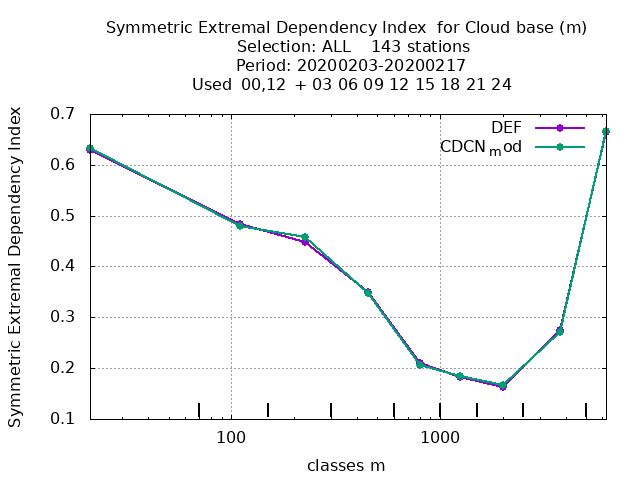 Symmetric Extremal Dependency Index  for Cloud base (m)
Selection: ALL    143 stations
Period: 20200203-20200217
Used  00,12  + 03 06 09 12 15 18 21 24
Symmetric Extremal Dependency Index
0.7
0.6
0.5
0.4
0.3
0.2
0.1
DEF
CDCNmod
100
1000
classes m